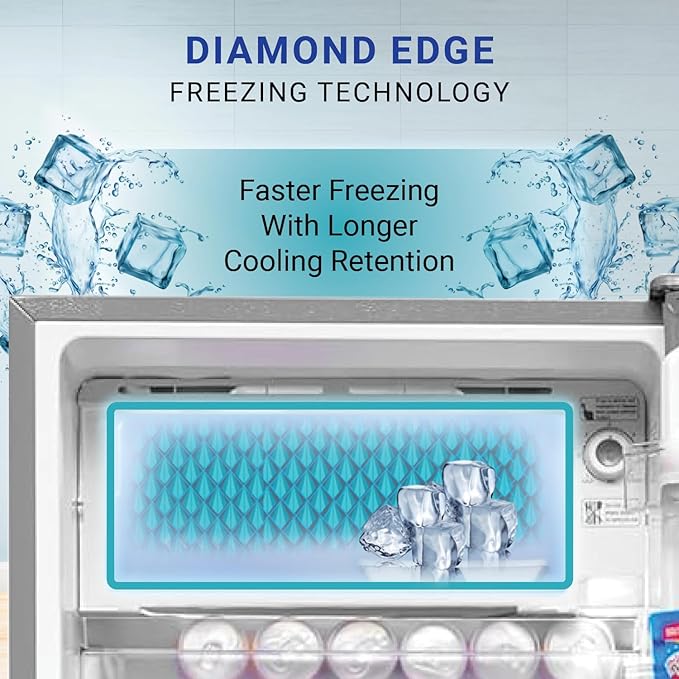 DIAMOND EDGE
FREEZING TECHNOLOGY
Faster Freezing
With Longer
Cooling Retention